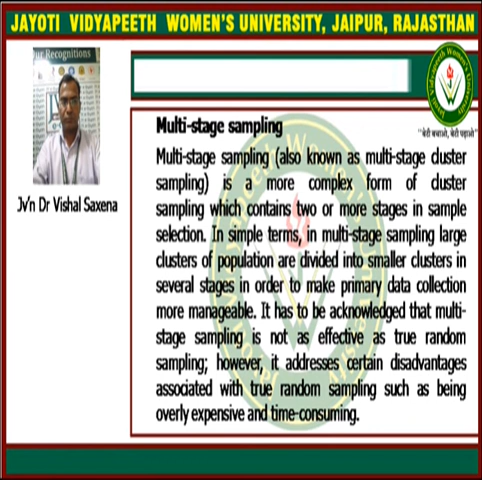 JAYOTI VIDYAPEETH WOMEN'S UNIVERSITY, JAIPUR, RAJASTHAN
ur Recognitions
"बेटी बचाओ, बेटी पढ़ाओ"
Jv'n Dr Vishal Saxena
Multi-stage sampling
Multi-stage sampling (also known as multi-stage cluster
sampling) is a more complex form of cluster
sampling which contains two or more stages in sample
selection. In simple terms, in multi-stage sampling large
clusters of population are divided into smaller clusters in
several stages in order to make primary data collection
more manageable. It has to be acknowledged that multi-
stage sampling is not as effective as true random
sampling; however, it addresses certain disadvantages
associated with true random sampling such as being
overly expensive and time-consuming.